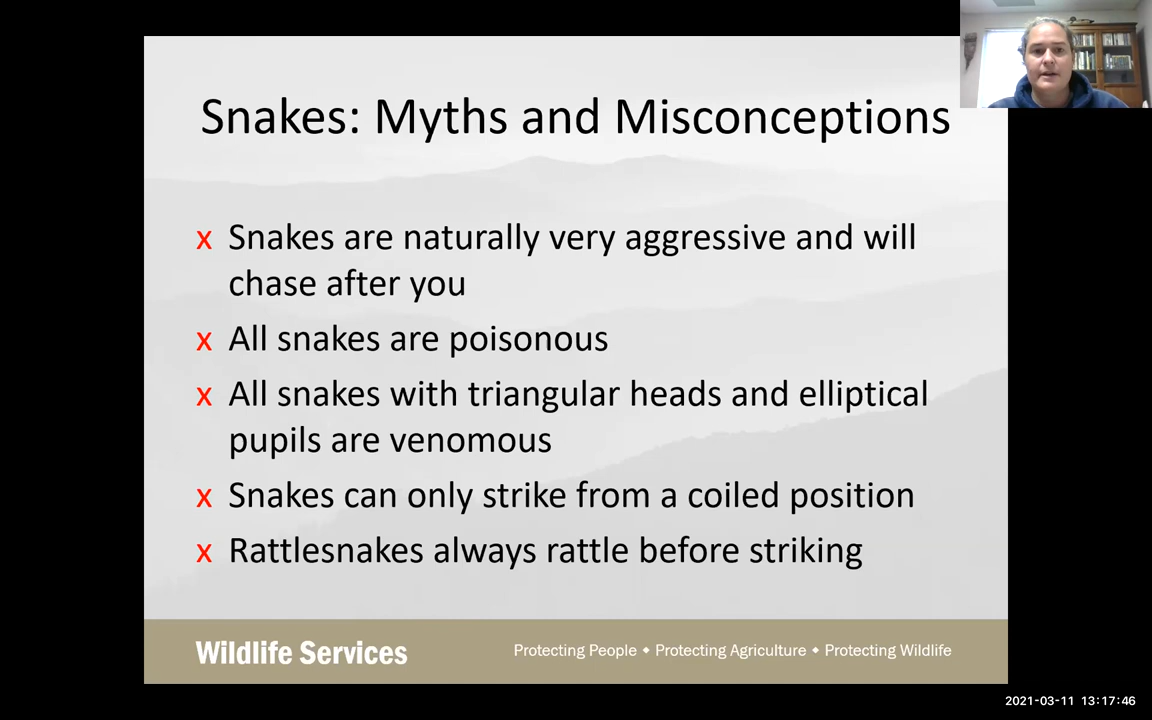 Snakes: Myths and Misconceptions
x Snakes are naturally very aggressive and will
chase after you
x All snakes are poisonous
x All snakes with triangular heads and elliptical
pupils are venomous
x Snakes can only strike from a coiled position
x Rattlesnakes always rattle before striking
Wildlife Services
Protecting People ◆ Protecting Agriculture ◆ Protecting Wildlife
2021-03-11 13:17:46